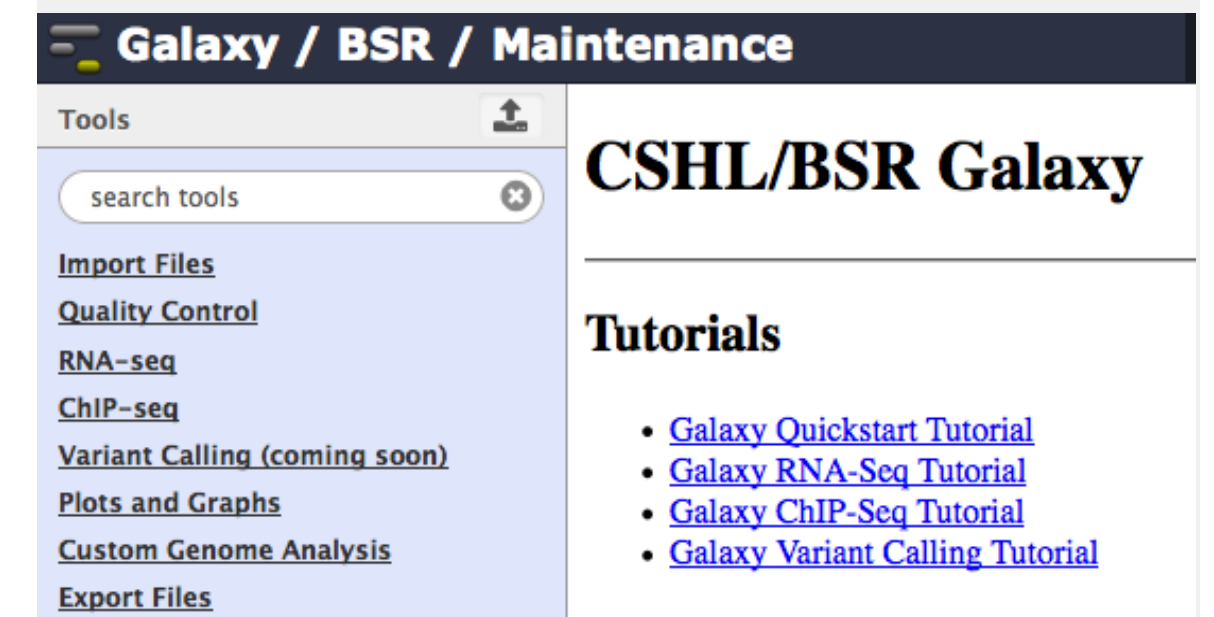 Galaxy / BSR / Maintenance
Tools
search tools
Import Files
Quality Control
RNA-seq
ChIP-seq
Variant Calling (coming soon)
Plots and Graphs
Custom Genome Analysis
Export Files
CSHL/BSR Galaxy
Tutorials
Galaxy Quickstart Tutorial
Galaxy RNA-Seq Tutorial
Galaxy ChIP-Seq Tutorial
Galaxy Variant Calling Tutorial